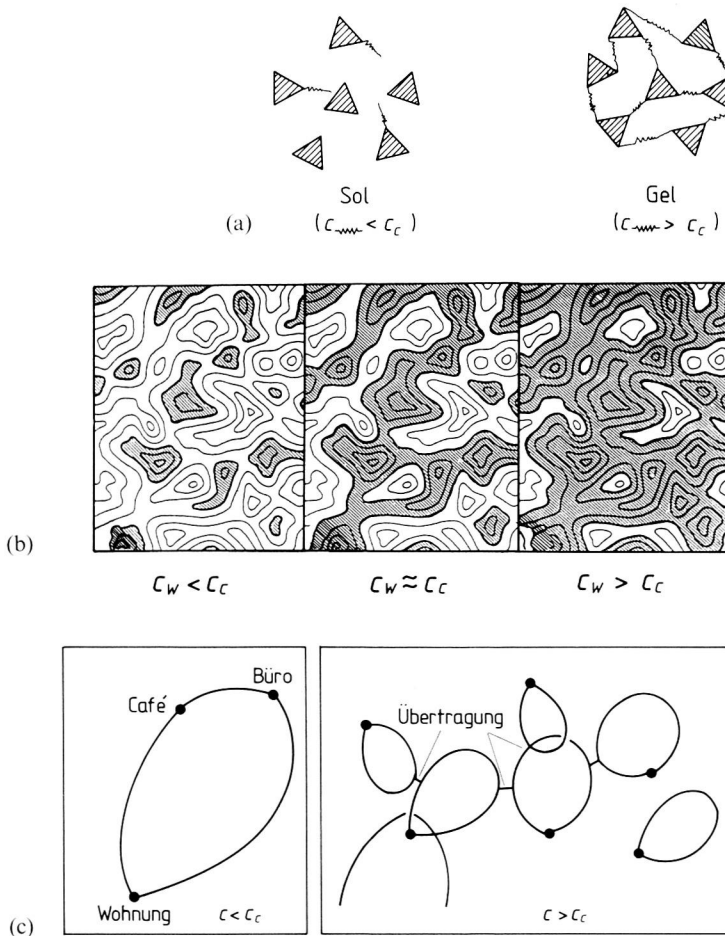 Sol
Gel
(a) (C < C_c) (C > C_c)
(b)
C_W < C_C
C_W ≈ C_C
C_W > C_C
Büro
Café
Übertragung
Wohnung
C < C_C
C > C_C
(c)